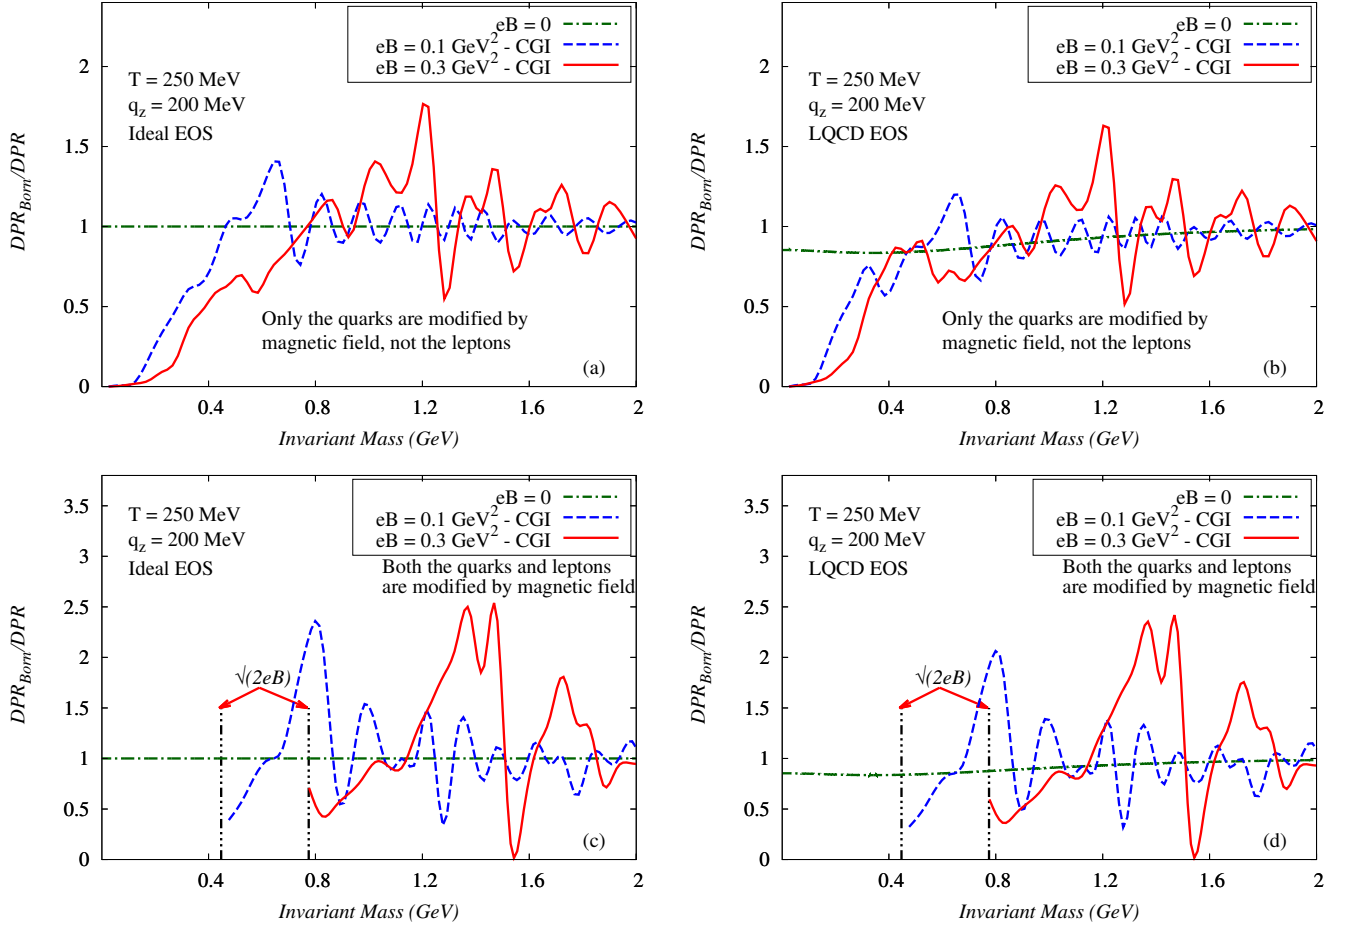 eB = 0
eB = 0.1 GeV² - CGI
eB = 0.3 GeV² - CGI
T = 250 MeV
q_z = 200 MeV
Ideal EOS
Only the quarks are modified by
magnetic field, not the leptons
(a)
DPR_Born/DPR
0
0.5
1
1.5
2
0.4
0.8
1.2
1.6
2
Invariant Mass (GeV)
eB = 0
eB = 0.1 GeV² - CGI
eB = 0.3 GeV² - CGI
T = 250 MeV
q_z = 200 MeV
LQCD EOS
Only the quarks are modified by
magnetic field, not the leptons
(b)
DPR_Born/DPR
0
0.5
1
1.5
2
0.4
0.8
1.2
1.6
2
Invariant Mass (GeV)
eB = 0
eB = 0.1 GeV² - CGI
eB = 0.3 GeV² - CGI
T = 250 MeV
q_z = 200 MeV
Ideal EOS
Both the quarks and leptons
are modified by magnetic field
√(2eB)
(c)
DPR_Born/DPR
0
0.5
1
1.5
2
2.5
3
3.5
0.4
0.8
1.2
1.6
2
Invariant Mass (GeV)
eB = 0
eB = 0.1 GeV² - CGI
eB = 0.3 GeV² - CGI
T = 250 MeV
q_z = 200 MeV
LQCD EOS
Both the quarks and leptons
are modified by magnetic field
√(2eB)
(d)
DPR_Born/DPR
0
0.5
1
1.5
2
2.5
3
3.5
0.4
0.8
1.2
1.6
2
Invariant Mass (GeV)